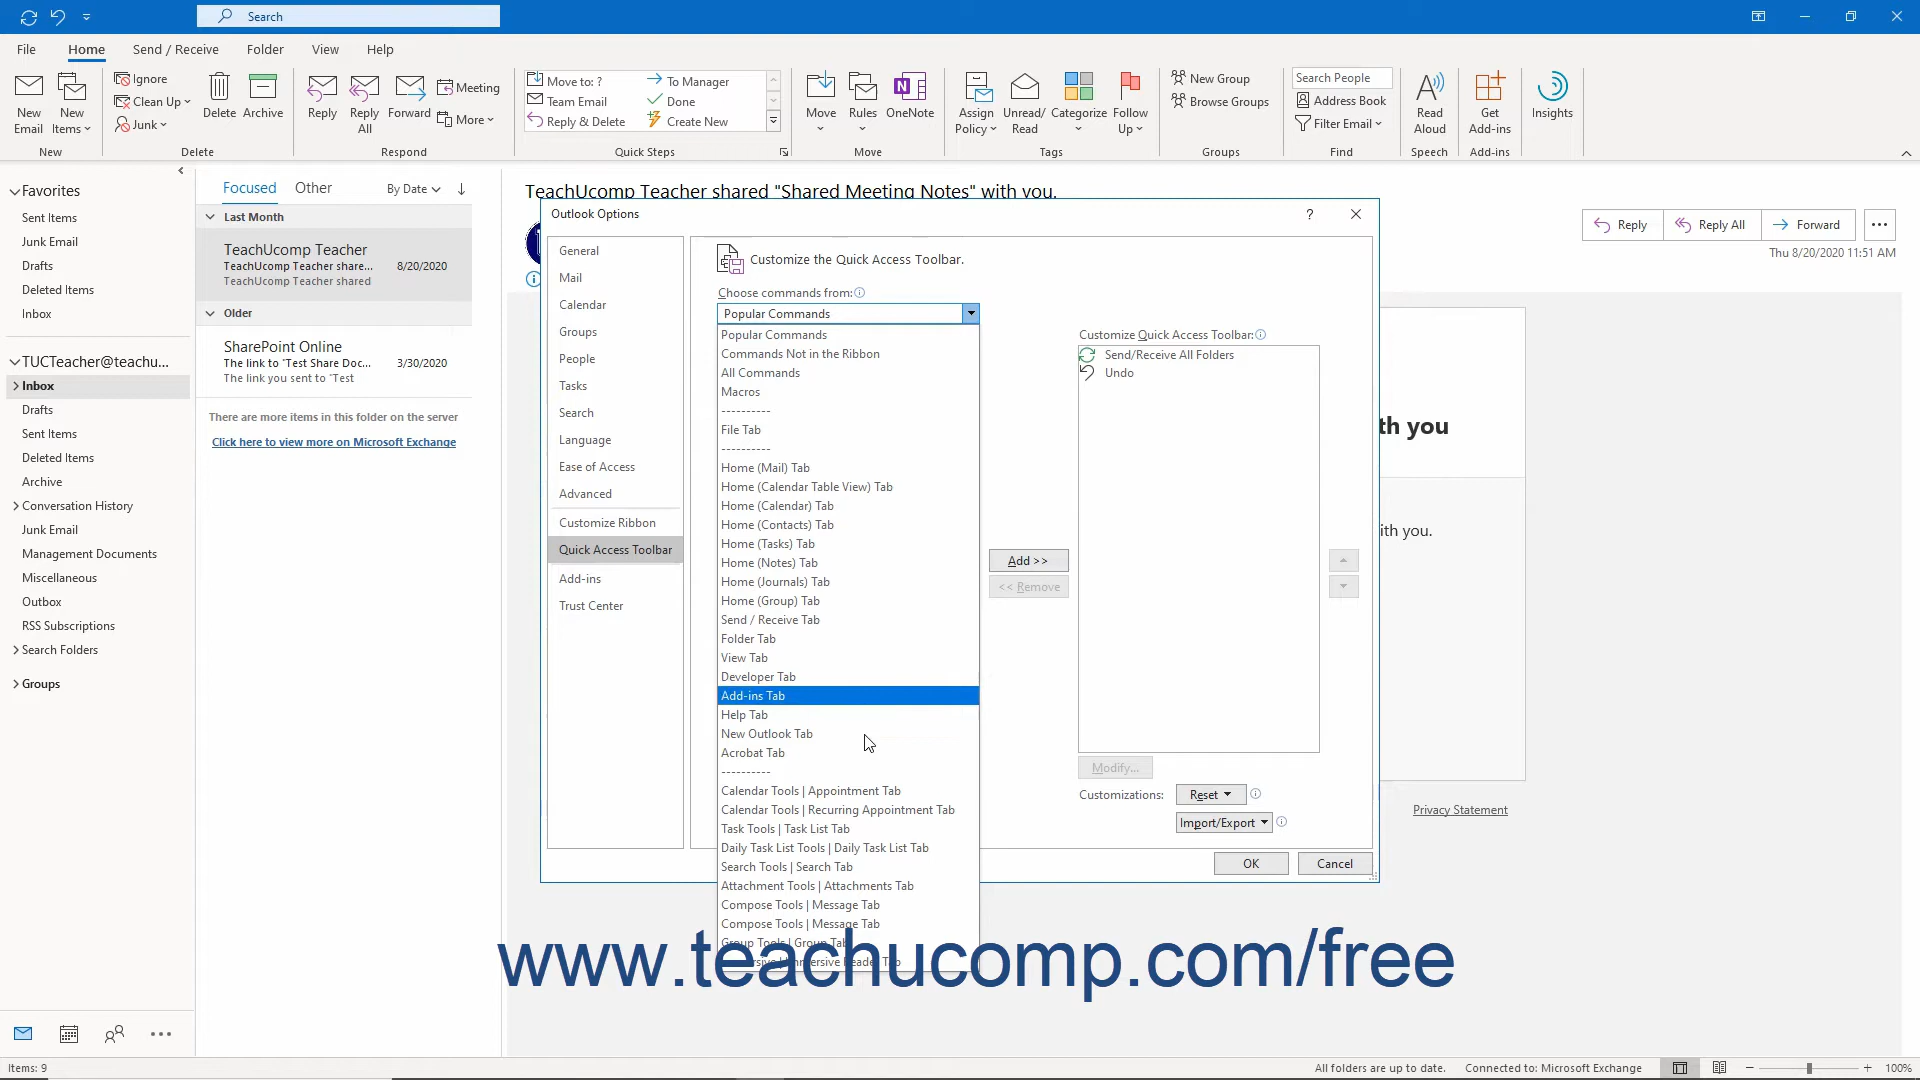 Search
File Home Send / Receive Folder View Help
New Email
New Items
New
Ignore
Clean Up
Junk
Delete
Archive
Delete
Reply
Reply All
Forward
Meeting
More
Respond
Move to: ?
Team Email
Reply & Delete
To Manager
Done
Create New
Quick Steps
Move
Rules
OneNote
Move
Assign Policy
Unread/ Read
Categorize
Follow Up
Tags
New Group
Browse Groups
Groups
Search People
Address Book
Filter Email
Find
Read Aloud
Speech
Get Add-ins
Add-ins
Insights
Favorites
Sent Items
Junk Email
Drafts
Deleted Items
Inbox
TUCTeacher@teachu...
Inbox
Drafts
Sent Items
Deleted Items
Archive
Conversation History
Junk Email
Management Documents
Miscellaneous
Outbox
RSS Subscriptions
Search Folders
Groups
Focused Other By Date
Last Month
TeachUcomp Teacher
TeachUcomp Teacher share... 8/20/2020
TeachUcomp Teacher shared
Older
SharePoint Online
The link to "Test Share Doc... 3/30/2020
The link you sent to "Test
There are more items in this folder on the server
Click here to view more on Microsoft Exchange
TeachUcomp Teacher shared "Shared Meeting Notes" with you.
Reply Reply All Forward
Thu 8/20/2020 11:51 AM
th you
ith you.
Privacy Statement
Outlook Options
?
General
Mail
Calendar
Groups
People
Tasks
Search
Language
Ease of Access
Advanced
Customize Ribbon
Quick Access Toolbar
Add-ins
Trust Center
Customize the Quick Access Toolbar.
Choose commands from:
Popular Commands
Popular Commands
Commands Not in the Ribbon
All Commands
Macros
----------
File Tab
----------
Home (Mail) Tab
Home (Calendar Table View) Tab
Home (Calendar) Tab
Home (Contacts) Tab
Home (Tasks) Tab
Home (Notes) Tab
Home (Journals) Tab
Home (Group) Tab
Send / Receive Tab
Folder Tab
View Tab
Developer Tab
Add-ins Tab
Help Tab
New Outlook Tab
Acrobat Tab
----------
Calendar Tools | Appointment Tab
Calendar Tools | Recurring Appointment Tab
Task Tools | Task List Tab
Daily Task List Tools | Daily Task List Tab
Search Tools | Search Tab
Attachment Tools | Attachments Tab
Compose Tools | Message Tab
Compose Tools | Message Tab
Group Tools | Group Tab
Immersive | Immersive Reader Tab
Add >>
<< Remove
Customize Quick Access Toolbar:
Send/Receive All Folders
Undo
Modify...
Customizations: Reset
Import/Export
OK Cancel
www.teachucomp.com/free
Items: 9
All folders are up to date. Connected to: Microsoft Exchange 100%